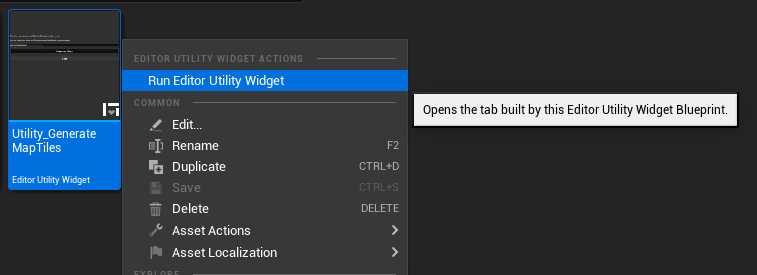 EDITOR UTILITY WIDGET ACTIONS
Run Editor Utility Widget
Opens the tab built by this Editor Utility Widget Blueprint.
COMMON
Edit...
Rename F2
Duplicate CTRL+D
Save CTRL+S
Delete DELETE
Asset Actions
Asset Localization
EXPLORE
Utility_Generate
MapTiles
Editor Utility Widget